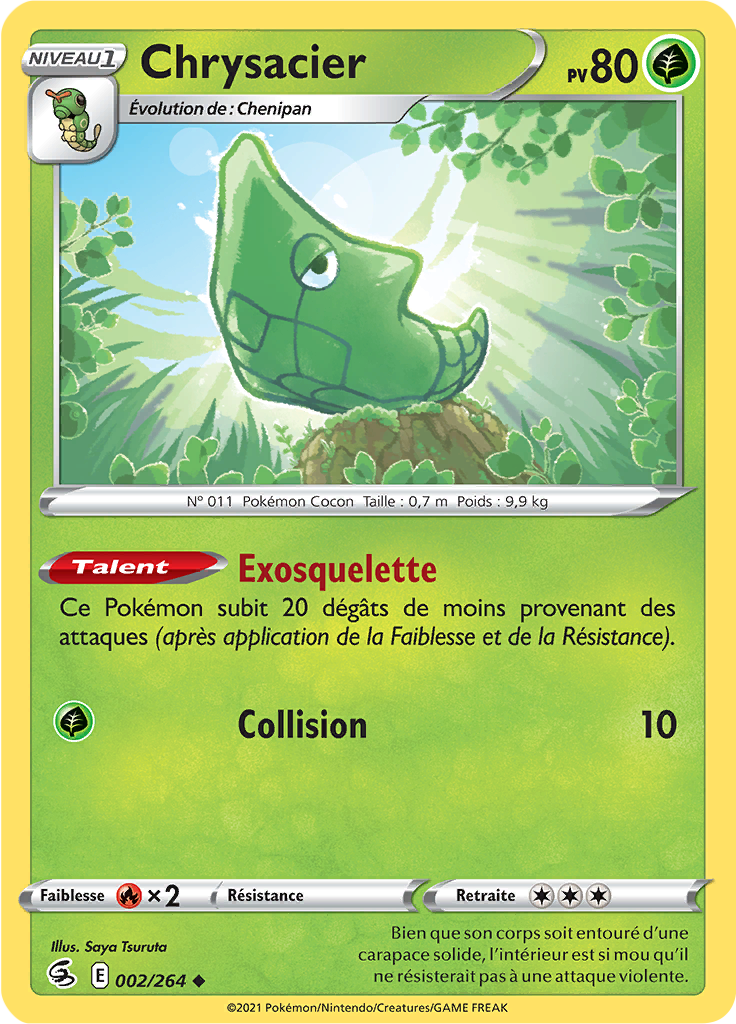 NIVEAU 1
Chrysacier
PV 80
Évolution de : Chenipan
N° 011 Pokémon Cocon Taille : 0,7 m Poids : 9,9 kg
Talent Exosquelette
Ce Pokémon subit 20 dégâts de moins provenant des
attaques (après application de la Faiblesse et de la Résistance).
Collision 10
Faiblesse ×2 Résistance Retraite
Illus. Saya Tsuruta
Bien que son corps soit entouré d'une
carapace solide, l'intérieur est si mou qu'il
ne résisterait pas à une attaque violente.
E 002/264
©2021 Pokémon/Nintendo/Creatures/GAME FREAK